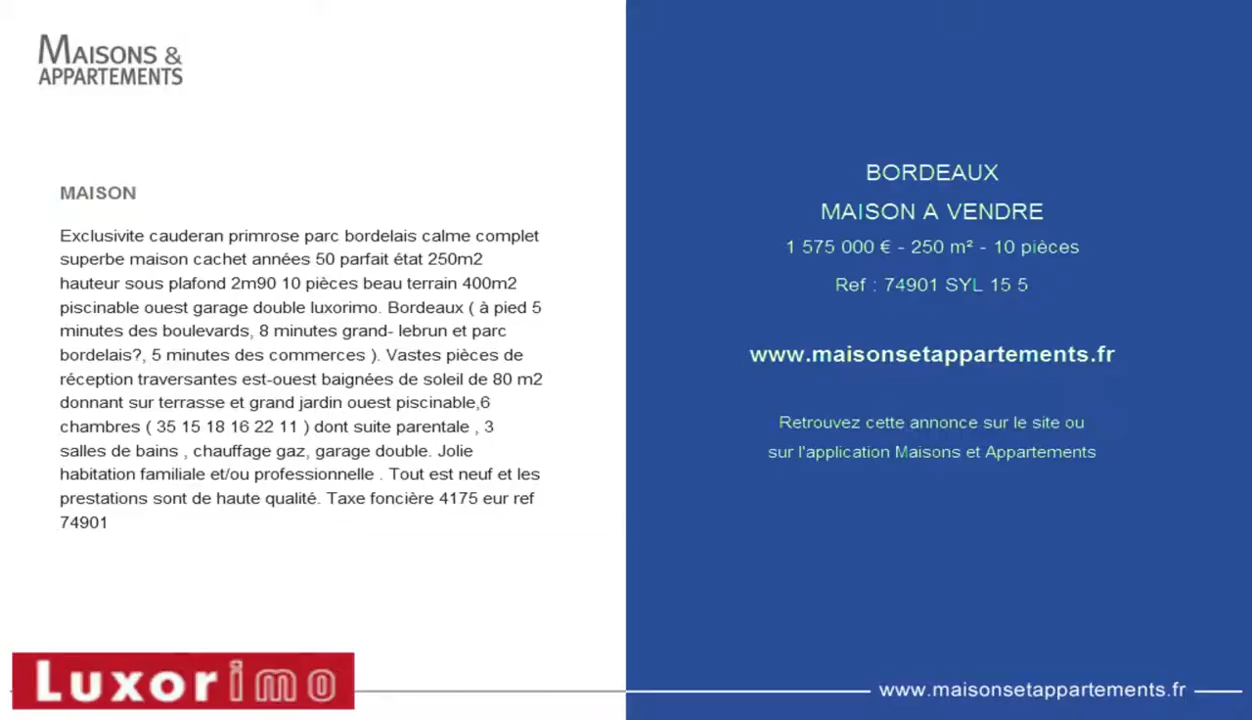 MAISONS &
APPARTEMENTS
MAISON
Exclusivite cauderan primrose parc bordelais calme complet
superbe maison cachet années 50 parfait état 250m2
hauteur sous plafond 2m90 10 pièces beau terrain 400m2
piscinable ouest garage double luxorimo. Bordeaux ( à pied 5
minutes des boulevards, 8 minutes grand- lebrun et parc
bordelais?, 5 minutes des commerces ). Vastes pièces de
réception traversantes est-ouest baignées de soleil de 80 m2
donnant sur terrasse et grand jardin ouest piscinable,6
chambres ( 35 15 18 16 22 11 ) dont suite parentale , 3
salles de bains , chauffage gaz, garage double. Jolie
habitation familiale et/ou professionnelle . Tout est neuf et les
prestations sont de haute qualité. Taxe foncière 4175 eur ref
74901
BORDEAUX
MAISON A VENDRE
1 575 000 € - 250 m² - 10 pièces
Ref : 74901 SYL 15 5
www.maisonsetappartements.fr
Retrouvez cette annonce sur le site ou
sur l'application Maisons et Appartements
Luxorimo
www.maisonsetappartements.fr